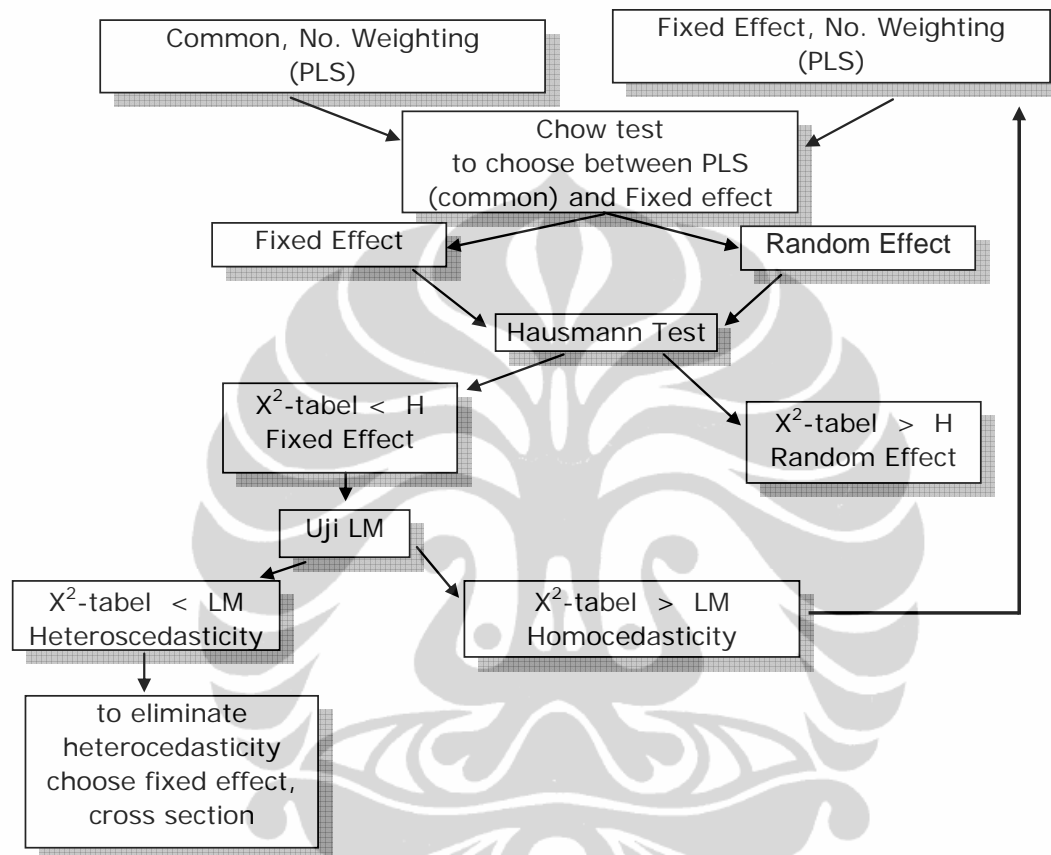 Common, No. Weighting
(PLS)
Fixed Effect, No. Weighting
(PLS)
Chow test
to choose between PLS
(common) and Fixed effect
Fixed Effect
Random Effect
Hausmann Test
X²-tabel < H
Fixed Effect
X²-tabel > H
Random Effect
Uji LM
X²-tabel < LM
Heteroscedasticity
X²-tabel > LM
Homocedasticity
to eliminate
heterocedasticity
choose fixed effect,
cross section